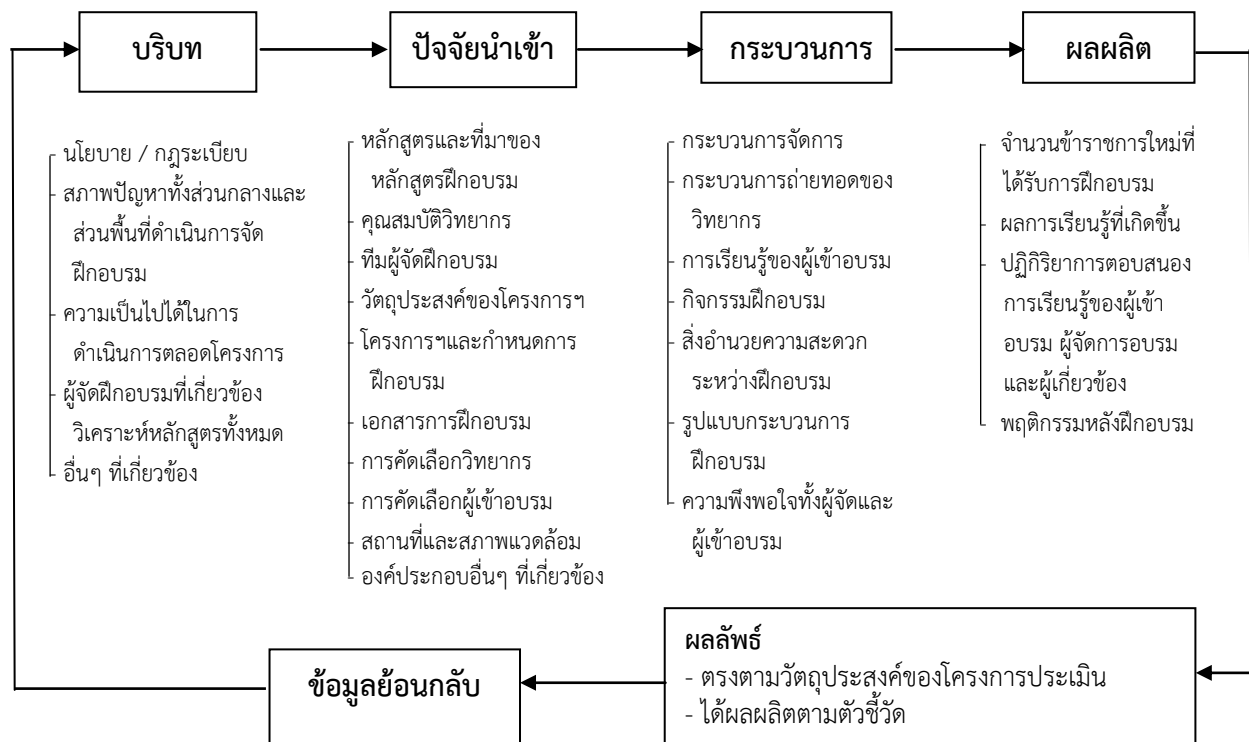 บริบท
ปัจจัยนำเข้า
กระบวนการ
ผลผลิต
- นโยบาย / กฎระเบียบ
- สภาพปัญหาทั้งส่วนกลางและ
ส่วนพื้นที่ดำเนินการจัด
ฝึกอบรม
- ความเป็นไปได้ในการ
ดำเนินการตลอดโครงการ
- ผู้จัดฝึกอบรมที่เกี่ยวข้อง
วิเคราะห์หลักสูตรทั้งหมด
- อื่นๆ ที่เกี่ยวข้อง
- หลักสูตรและที่มาของ
หลักสูตรฝึกอบรม
- คุณสมบัติวิทยากร
- ทีมผู้จัดฝึกอบรม
- วัตถุประสงค์ของโครงการฯ
- โครงการฯและกำหนดการ
ฝึกอบรม
- เอกสารการฝึกอบรม
- การคัดเลือกวิทยากร
- การคัดเลือกผู้เข้าอบรม
- สถานที่และสภาพแวดล้อม
- องค์ประกอบอื่นๆ ที่เกี่ยวข้อง
- กระบวนการจัดการ
- กระบวนการถ่ายทอดของ
วิทยากร
- การเรียนรู้ของผู้เข้าอบรม
- กิจกรรมฝึกอบรม
- สิ่งอำนวยความสะดวก
ระหว่างฝึกอบรม
- รูปแบบกระบวนการ
ฝึกอบรม
- ความพึงพอใจทั้งผู้จัดและ
ผู้เข้าอบรม
- จำนวนข้าราชการใหม่ที่
ได้รับการฝึกอบรม
- ผลการเรียนรู้ที่เกิดขึ้น
- ปฏิกิริยาการตอบสนอง
การเรียนรู้ของผู้เข้า
อบรม ผู้จัดการอบรม
และผู้เกี่ยวข้อง
- พฤติกรรมหลังฝึกอบรม
ข้อมูลย้อนกลับ
ผลลัพธ์
- ตรงตามวัตถุประสงค์ของโครงการประเมิน
- ได้ผลผลิตตามตัวชี้วัด